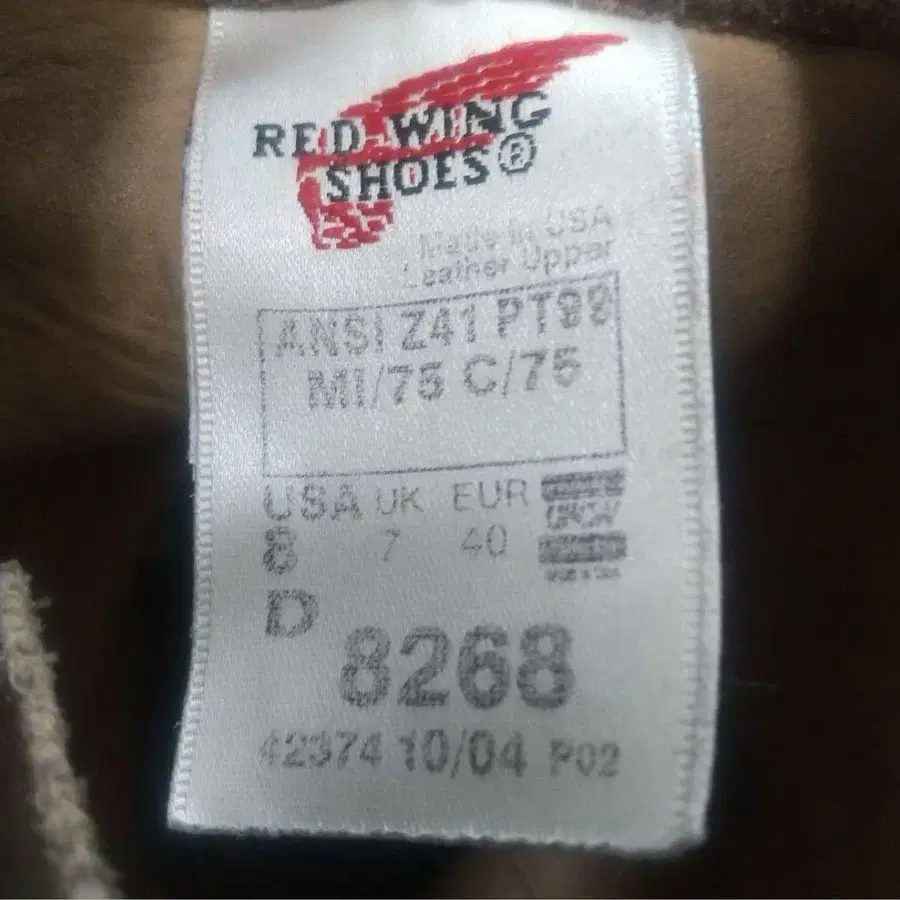 RED WING
SHOES®
Made in USA
Leather Upper
ANSI Z41 PT99
MI/75 C/75
USA UK EUR
8 7 40
D
8268
42374 10/04 P02